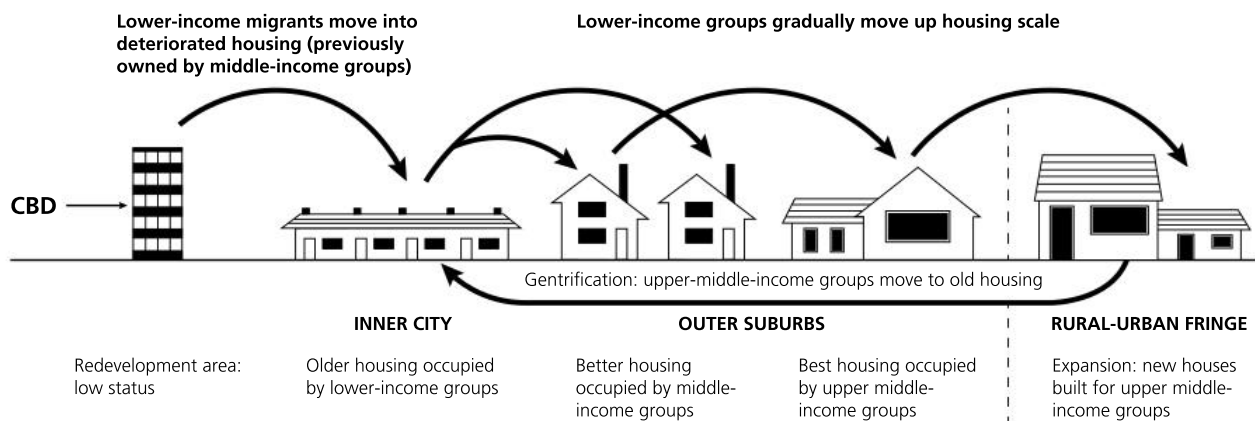 Lower-income migrants move into
deteriorated housing (previously
owned by middle-income groups)
Lower-income groups gradually move up housing scale
CBD
Gentrification: upper-middle-income groups move to old housing
INNER CITY
OUTER SUBURBS
RURAL-URBAN FRINGE
Redevelopment area:
low status
Older housing occupied
by lower-income groups
Better housing
occupied by middle-
income groups
Best housing occupied
by upper middle-
income groups
Expansion: new houses
built for upper middle-
income groups